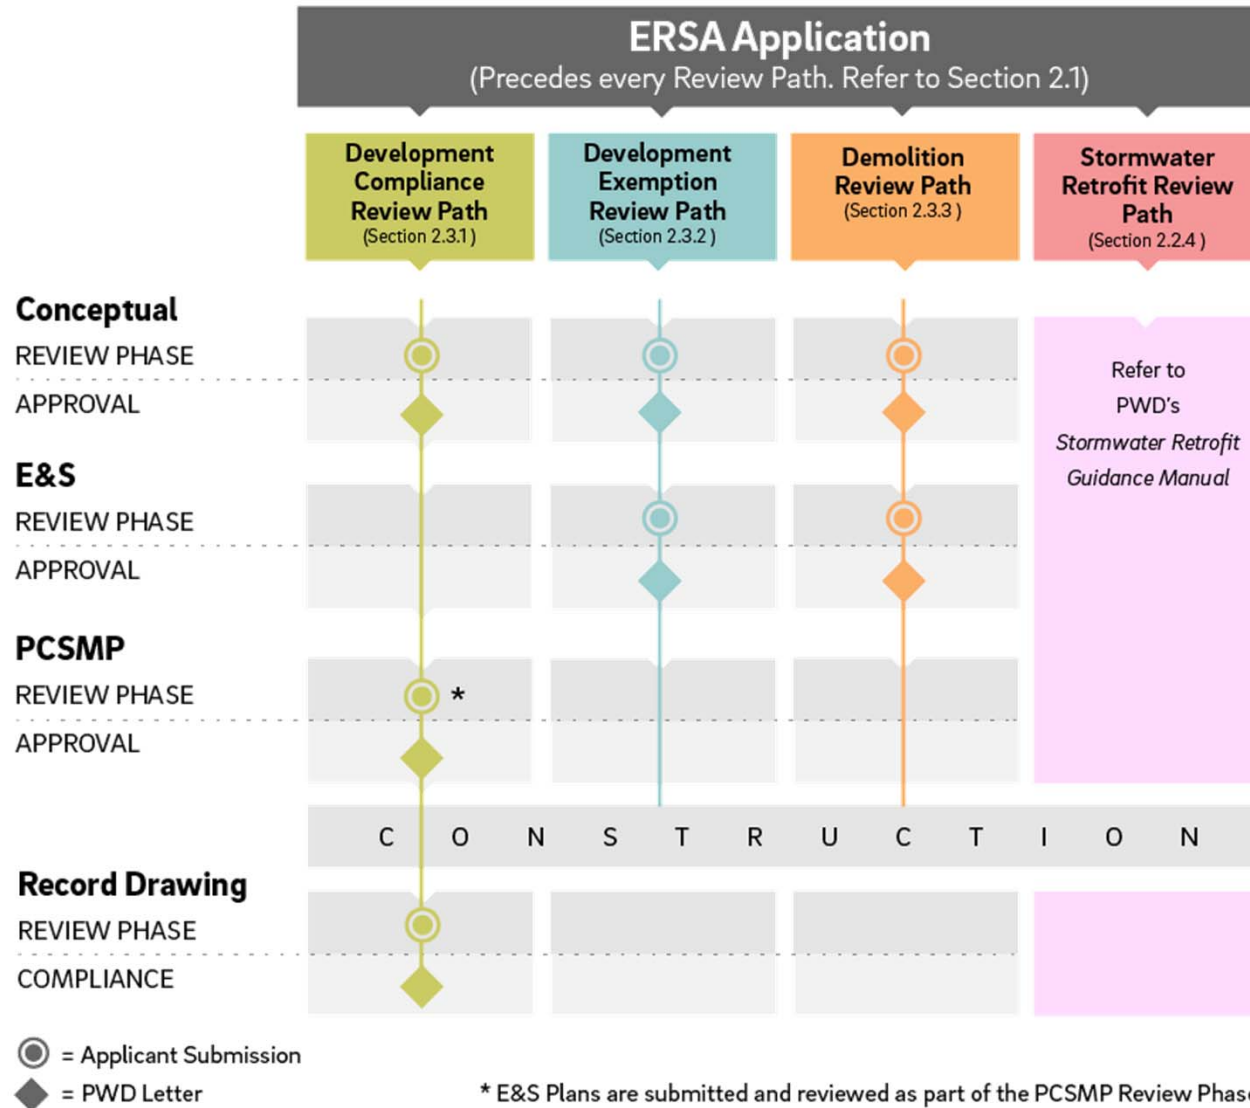 ERSA Application
(Precedes every Review Path. Refer to Section 2.1)
Development
Compliance
Review Path
(Section 2.3.1 )
Development
Exemption
Review Path
(Section 2.3.2 )
Demolition
Review Path
(Section 2.3.3 )
Stormwater
Retrofit Review
Path
(Section 2.2.4 )
Conceptual
REVIEW PHASE
APPROVAL
Refer to
PWD's
Stormwater Retrofit
Guidance Manual
E&S
REVIEW PHASE
APPROVAL
PCSMP
REVIEW PHASE
*
APPROVAL
C O N S T R U C T I O N
Record Drawing
REVIEW PHASE
COMPLIANCE
= Applicant Submission
= PWD Letter
* E&S Plans are submitted and reviewed as part of the PCSMP Review Phase